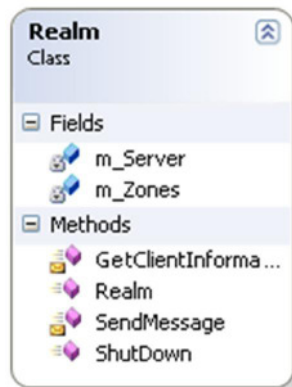 Realm
Class
Fields
m_Server
m_Zones
Methods
GetClientInforma ...
Realm
SendMessage
ShutDown